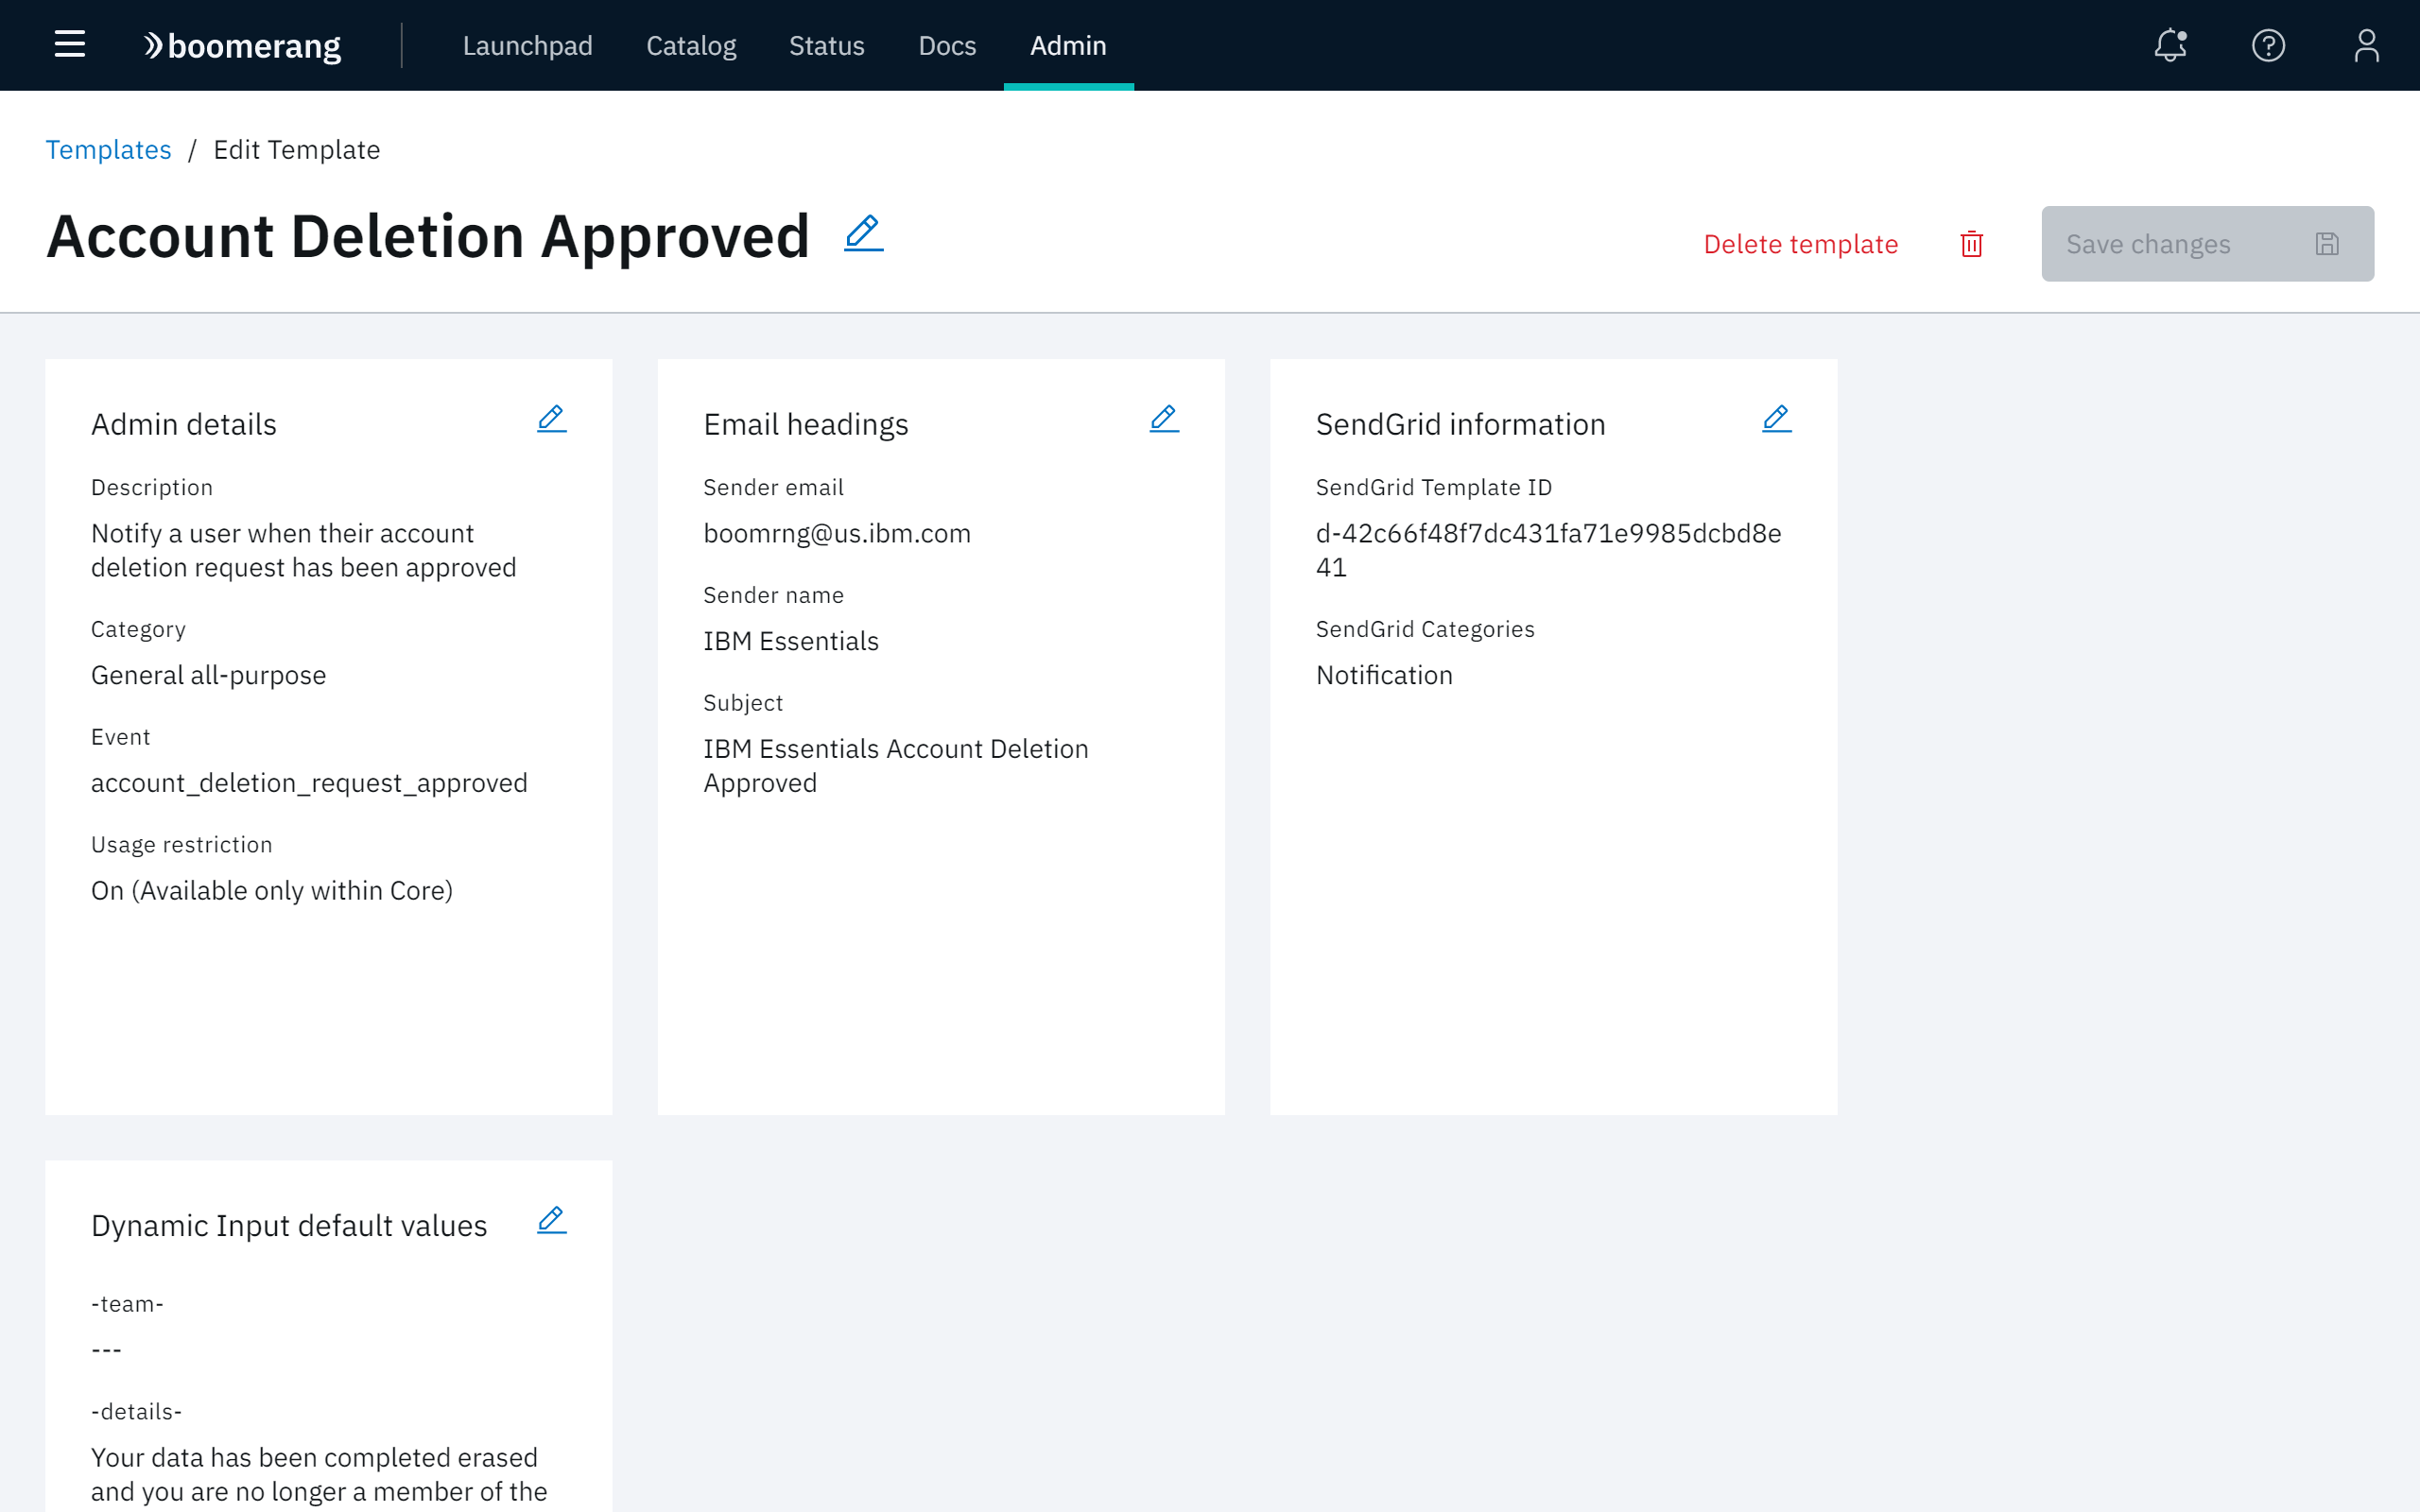 boomerang
Launchpad
Catalog
Status
Docs
Admin
Templates / Edit Template
Account Deletion Approved
Delete template
Save changes
Admin details
Description
Notify a user when their account
deletion request has been approved
Category
General all-purpose
Event
account_deletion_request_approved
Usage restriction
On (Available only within Core)
Email headings
Sender email
boomrng@us.ibm.com
Sender name
IBM Essentials
Subject
IBM Essentials Account Deletion
Approved
SendGrid information
SendGrid Template ID
d-42c66f48f7dc431fa71e9985dcbd8e
41
SendGrid Categories
Notification
Dynamic Input default values
-team-
---
-details-
Your data has been completed erased
and you are no longer a member of the